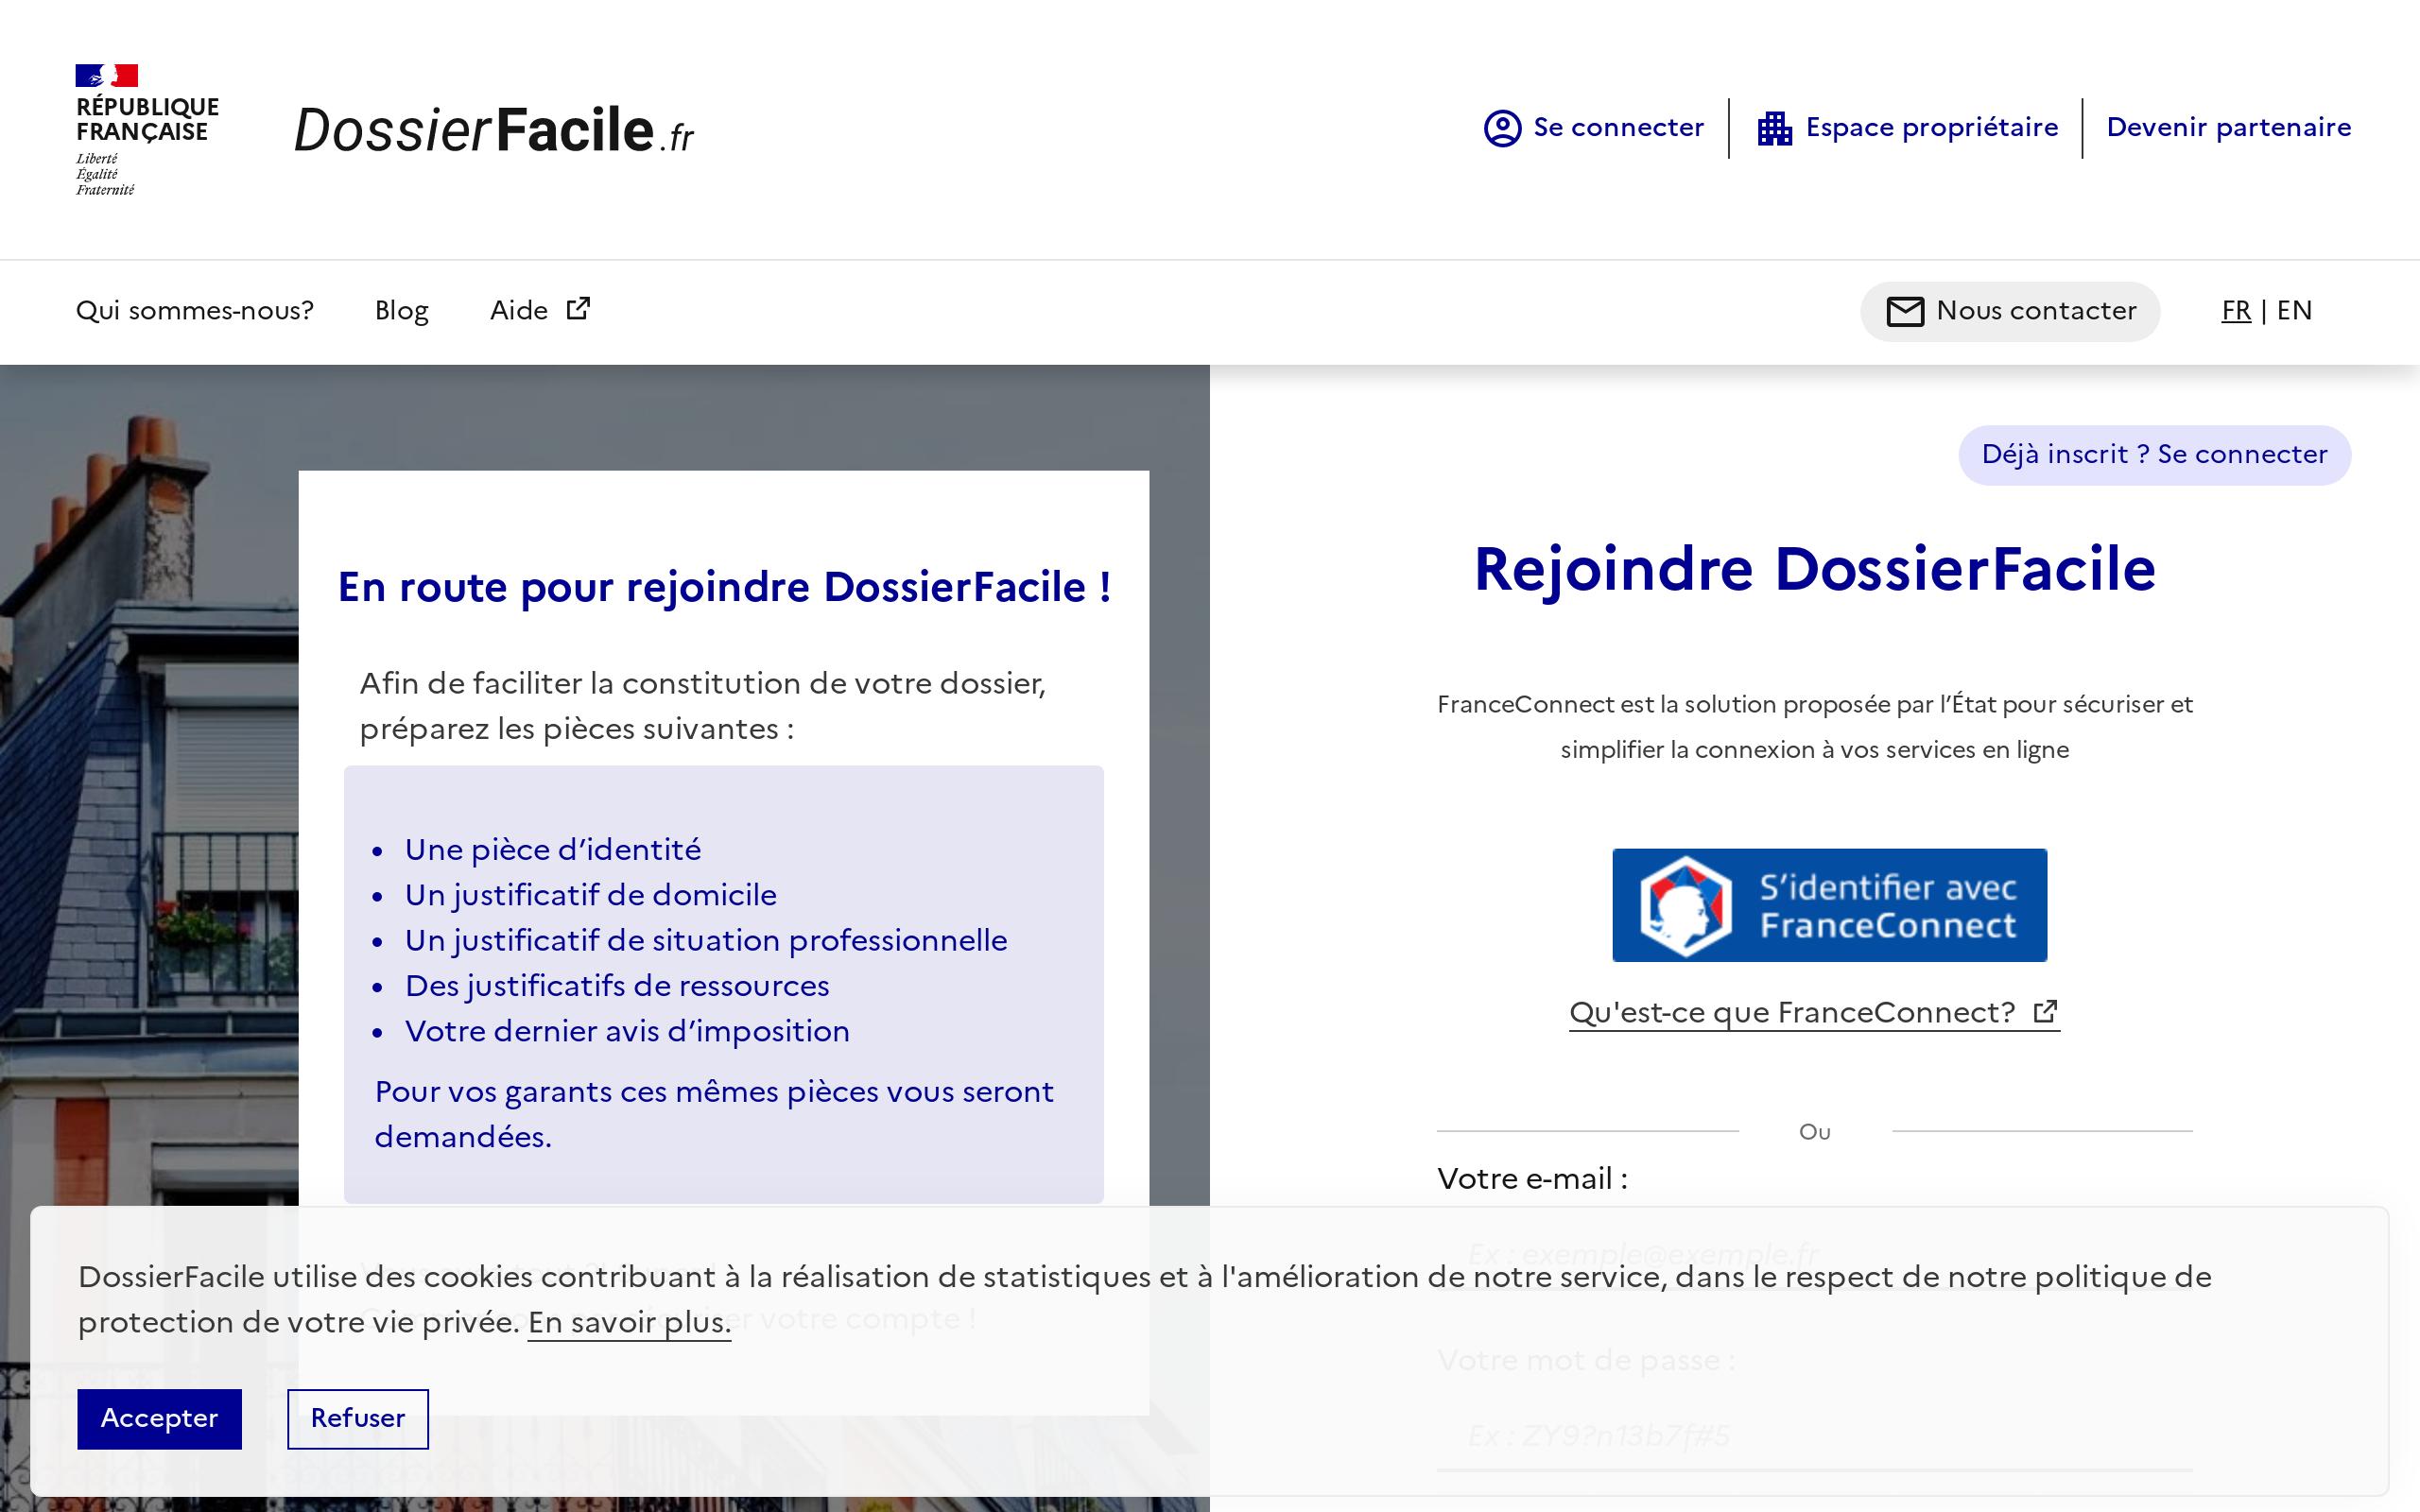 RÉPUBLIQUE
FRANÇAISE
Liberté
Égalité
Fraternité
DossierFacile.fr
Se connecter
Espace propriétaire
Devenir partenaire
Qui sommes-nous?
Blog
Aide
Nous contacter
FR | EN
En route pour rejoindre DossierFacile !
Afin de faciliter la constitution de votre dossier,
préparez les pièces suivantes :
• Une pièce d’identité
• Un justificatif de domicile
• Un justificatif de situation professionnelle
• Des justificatifs de ressources
• Votre dernier avis d’imposition
Pour vos garants ces mêmes pièces vous seront
demandées.
Déjà inscrit ? Se connecter
Rejoindre DossierFacile
FranceConnect est la solution proposée par l’État pour sécuriser et
simplifier la connexion à vos services en ligne
S’identifier avec
FranceConnect
Qu'est-ce que FranceConnect?
Ou
Votre e-mail :
Ex : exemple@exemple.fr
Votre mot de passe :
Ex : ZY9?n13b7f#5
DossierFacile utilise des cookies contribuant à la réalisation de statistiques et à l'amélioration de notre service, dans le respect de notre politique de
protection de votre vie privée. En savoir plus.
votre compte !
Accepter
Refuser